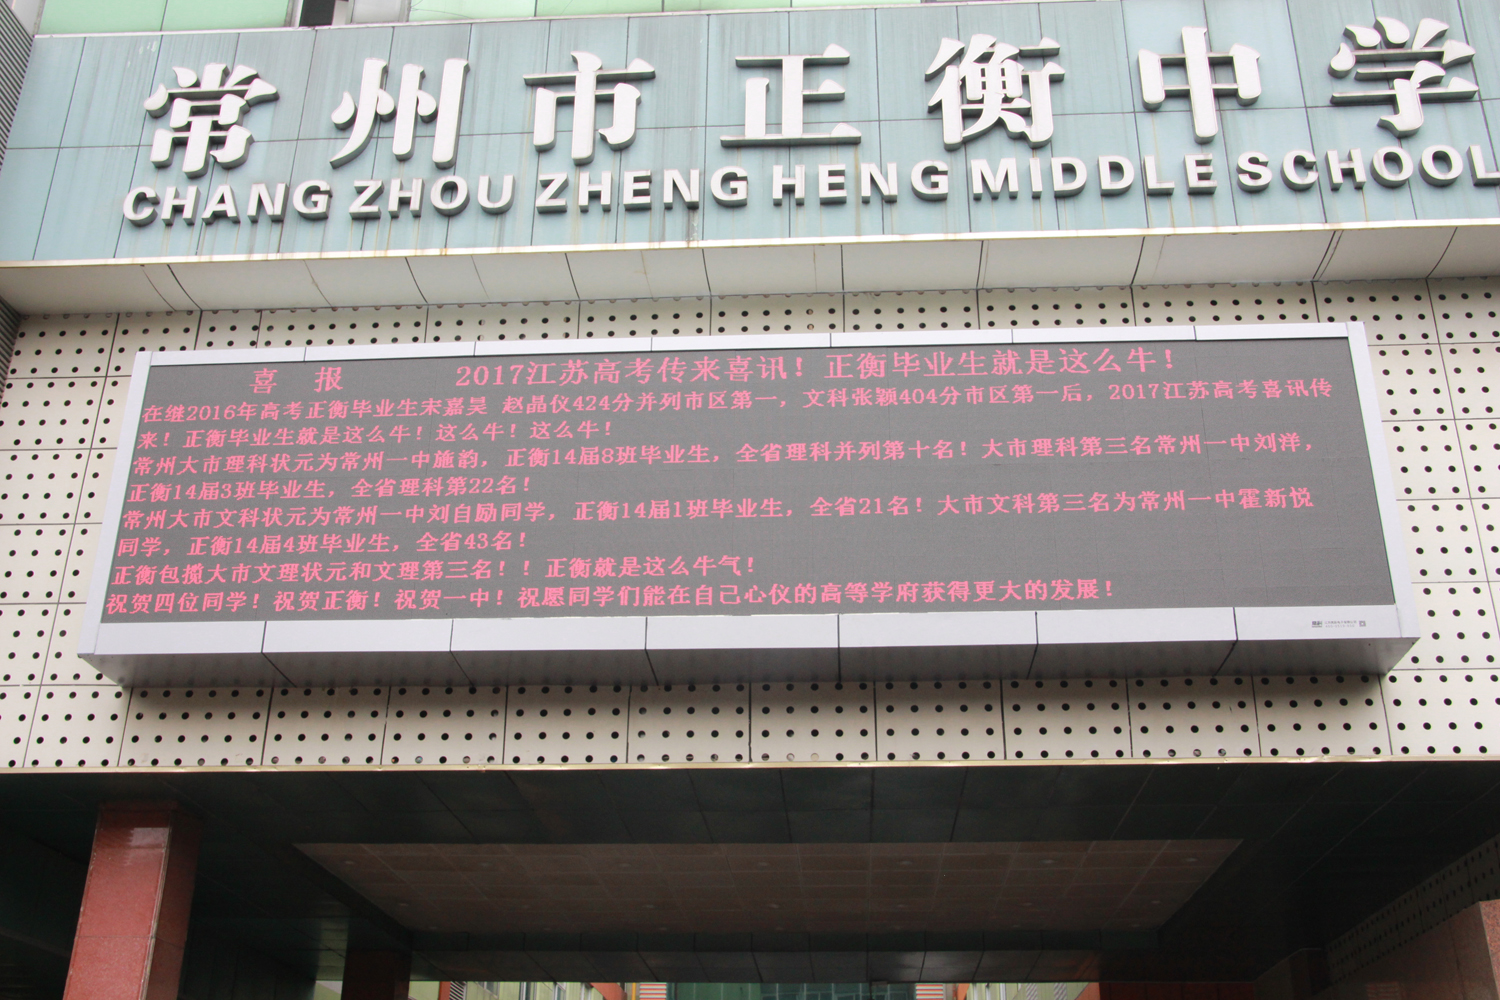 常州市正衡中学
CHANG ZHOU ZHENG HENG MIDDLE SCHOOL
喜 报 2017江苏高考传来喜讯！正衡毕业生就是这么牛！
在继2016年高考正衡毕业生宋嘉昊 赵晶仪424分并列市区第一，文科张颖404分市区第一后，2017江苏高考喜讯传
来！正衡毕业生就是这么牛！这么牛！这么牛！
常州大市理科状元为常州一中施韵，正衡14届8班毕业生，全省理科并列第十名！大市理科第三名常州一中刘洋，
正衡14届3班毕业生，全省理科第22名！
常州大市文科状元为常州一中刘自励同学，正衡14届1班毕业生，全省21名！大市文科第三名为常州一中霍新悦
同学，正衡14届4班毕业生，全省43名！
正衡包揽大市文理状元和文理第三名！！正衡就是这么牛气！
祝贺四位同学！祝贺正衡！祝贺一中！祝愿同学们能在自己心仪的高等学府获得更大的发展！